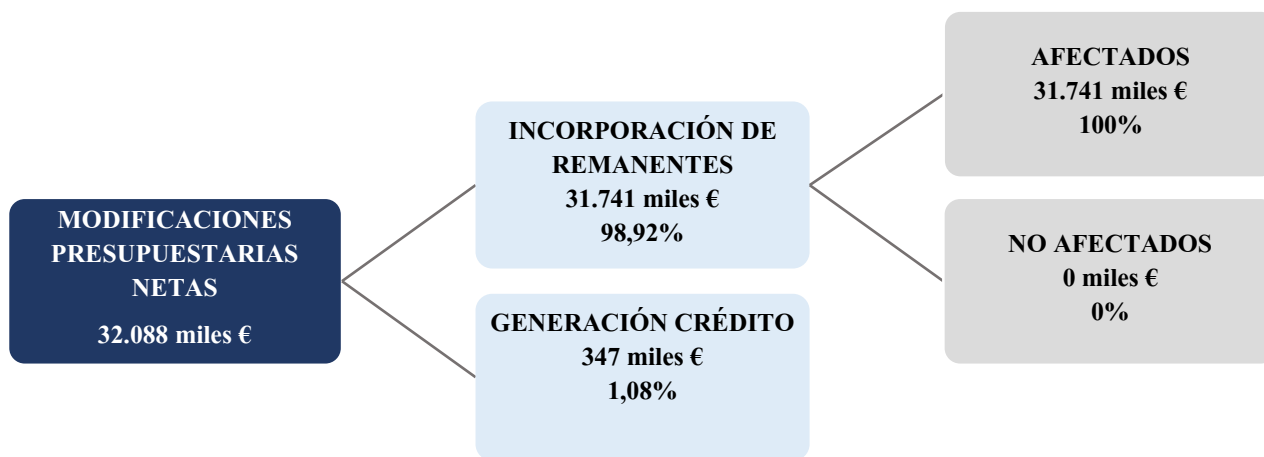 MODIFICACIONES
PRESUPUESTARIAS
NETAS
32.088 miles €
INCORPORACIÓN DE
REMANENTES
31.741 miles €
98,92%
GENERACIÓN CRÉDITO
347 miles €
1,08%
AFECTADOS
31.741 miles €
100%
NO AFECTADOS
0 miles €
0%